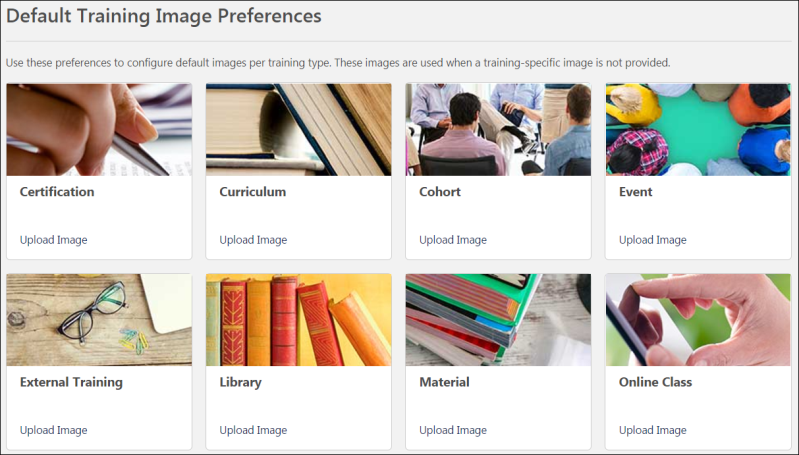 Default Training Image Preferences
Use these preferences to configure default images per training type. These images are used when a training-specific image is not provided.
Certification
Curriculum
Cohort
Event
Upload Image
Upload Image
Upload Image
Upload Image
External Training
Library
Material
Online Class
Upload Image
Upload Image
Upload Image
Upload Image